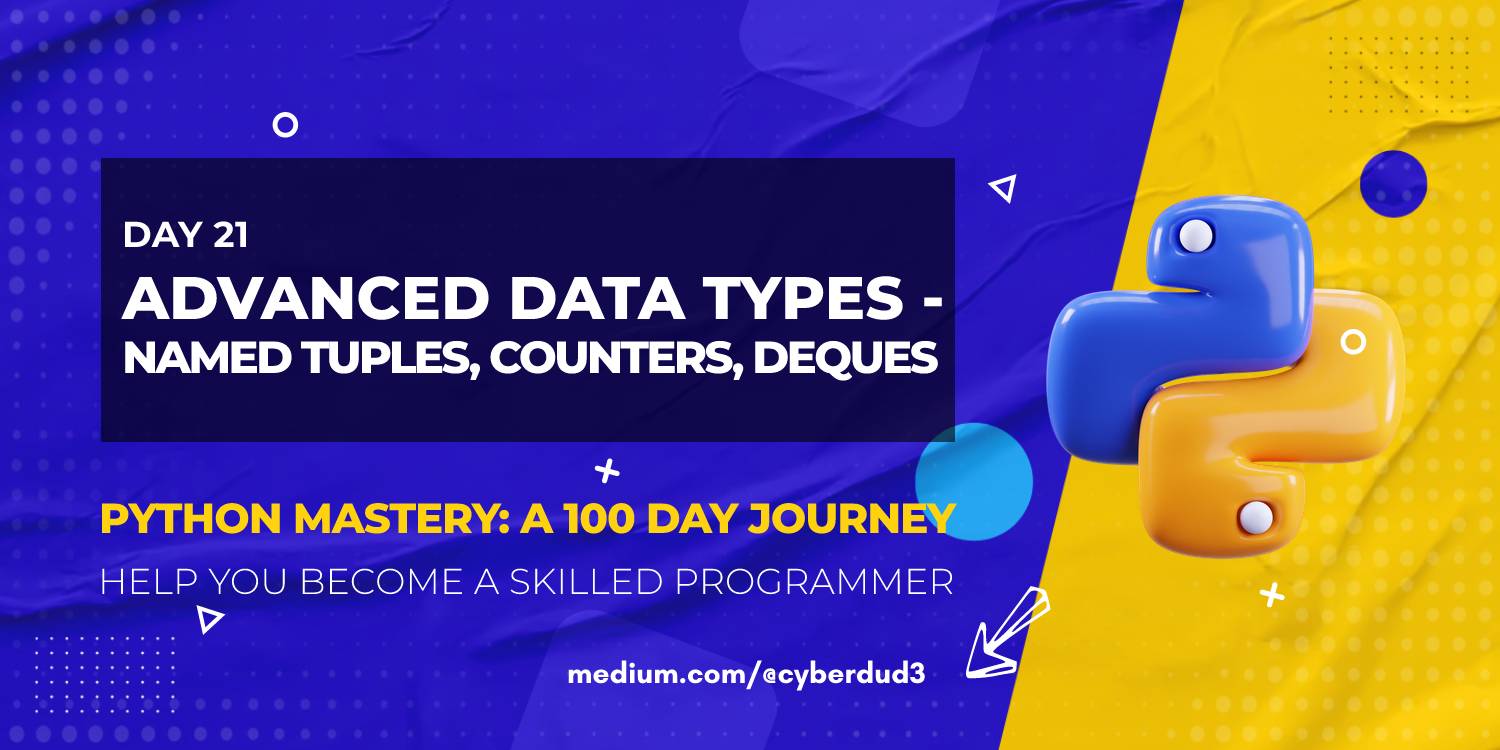 DAY 21
ADVANCED DATA TYPES -
NAMED TUPLES, COUNTERS, DEQUES
PYTHON MASTERY: A 100 DAY JOURNEY
HELP YOU BECOME A SKILLED PROGRAMMER
medium.com/@cyberdud3